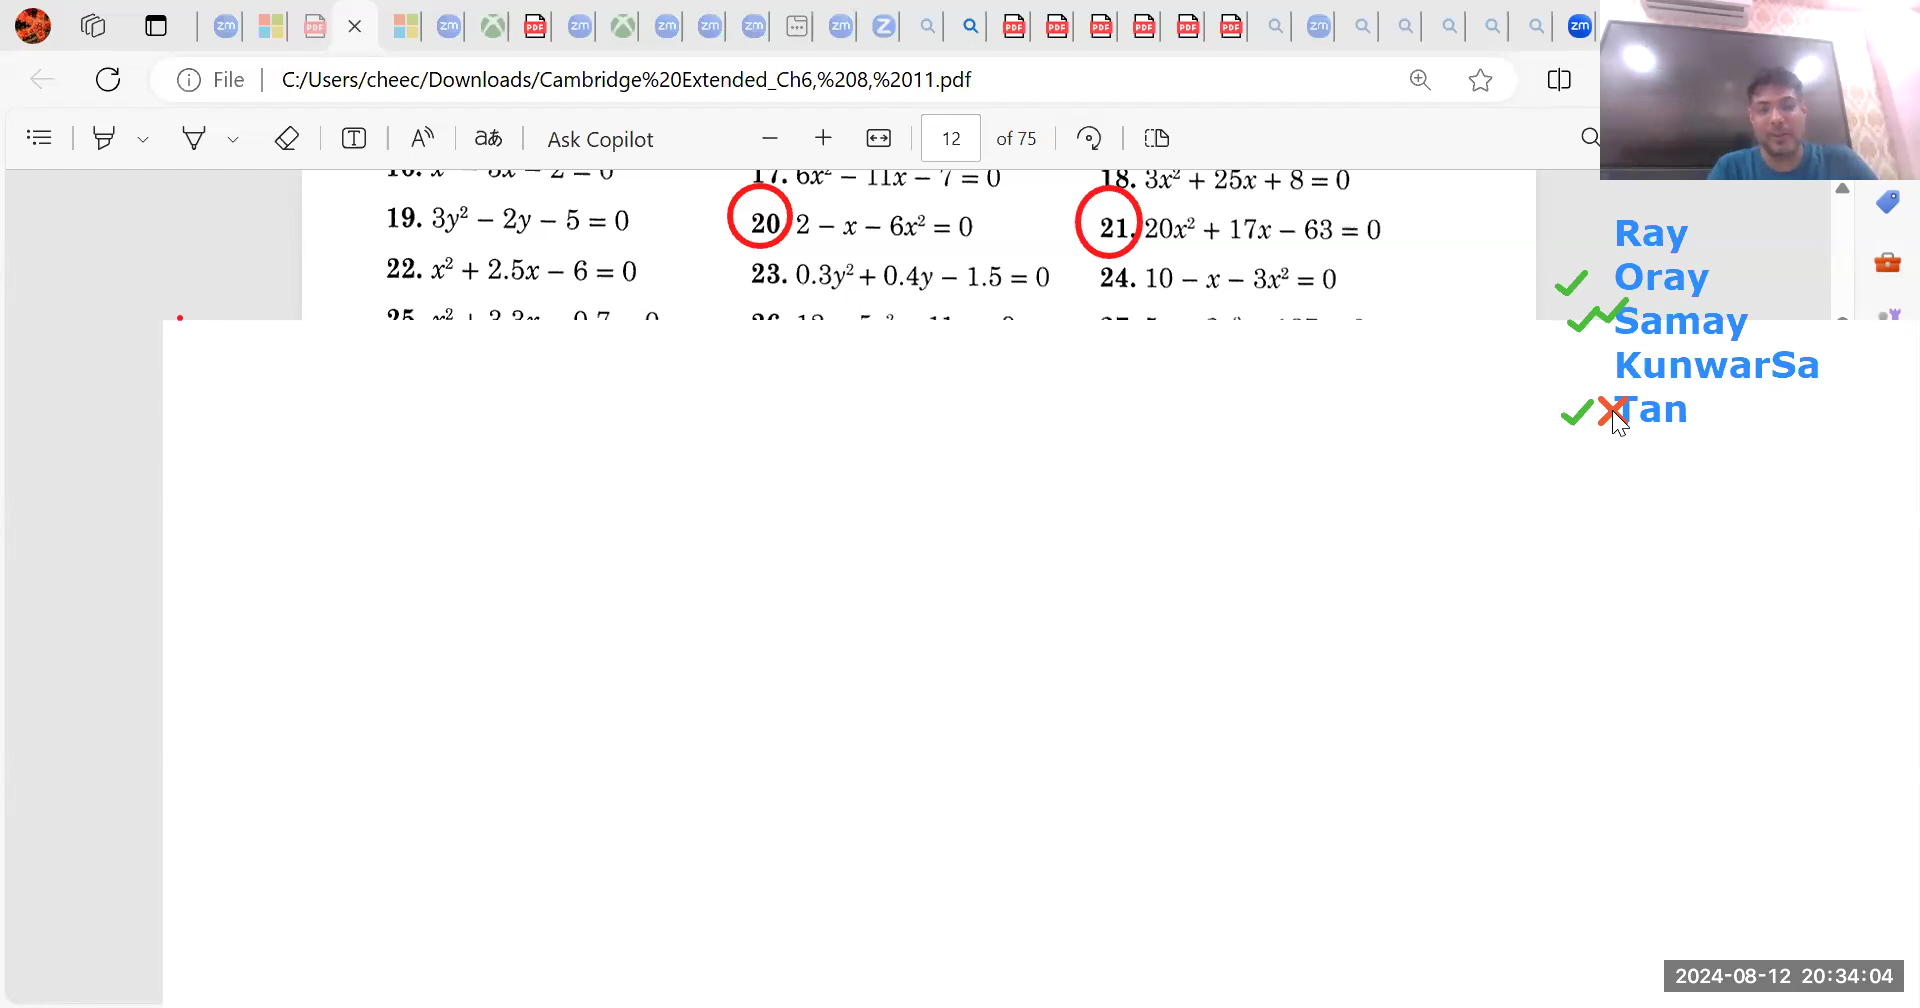 File C:/Users/cheec/Downloads/Cambridge%20Extended_Ch6,%208,%2011.pdf
Ask Copilot 12 of 75
17. 6x² − 11x − 7 = 0 18. 3x² + 25x + 8 = 0
19. 3y² − 2y − 5 = 0 20 2 − x − 6x² = 0 21. 20x² + 17x − 63 = 0
22. x² + 2.5x − 6 = 0 23. 0.3y² + 0.4y − 1.5 = 0 24. 10 − x − 3x² = 0
Ray
Oray
Samay
KunwarSa
Tan
2024-08-12 20:34:04